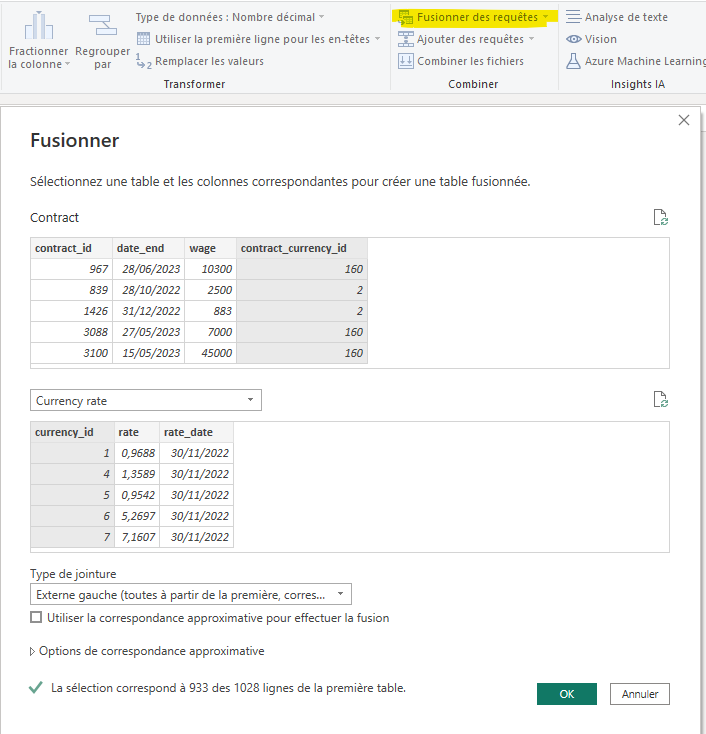 Type de données : Nombre décimal
Fusionner des requêtes
Analyse de texte
Utiliser la première ligne pour les en-têtes
Ajouter des requêtes
Vision
Fractionner la colonne
Regrouper par
1 2 Remplacer les valeurs
Combiner les fichiers
Azure Machine Learning
Transformer
Combiner
Insights IA
Fusionner
Sélectionnez une table et les colonnes correspondantes pour créer une table fusionnée.
Contract
contract_id date_end wage contract_currency_id
967 28/06/2023 10300 160
839 28/10/2022 2500 2
1426 31/12/2022 883 2
3088 27/05/2023 7000 160
3100 15/05/2023 45000 160
Currency rate
currency_id rate rate_date
1 0,9688 30/11/2022
4 1,3589 30/11/2022
5 0,9542 30/11/2022
6 5,2697 30/11/2022
7 7,1607 30/11/2022
Type de jointure
Externe gauche (toutes à partir de la première, corres...
Utiliser la correspondance approximative pour effectuer la fusion
Options de correspondance approximative
La sélection correspond à 933 des 1028 lignes de la première table.
OK
Annuler